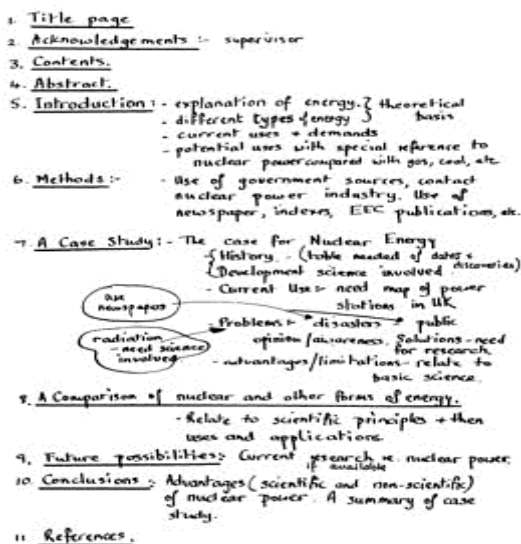 1. Title page
2. Acknowledgements :- supervisor
3. Contents.
4. Abstract.
5. Introduction :- - explanation of energy. } theoretical
- different types of energy } basis
- current uses + demands
- potential uses with special reference to
nuclear power compared with gas, coal, etc
6. Methods :- - Use of government sources, contact
nuclear power industry. Use of
newspaper, indexes, EEC publications, etc.
7. A Case Study :- - The case for Nuclear Energy
- { History. - (table needed of dates +
discoveries)
{ Development science involved
- Current Use :- need map of power
stations in UK
use
newspapers
- Problems :- disasters → public
opinion/awareness. Solutions - need
for research
radiation
- need science
involved
- advantages/limitations - relate to
basic science.
8. A Comparison of nuclear and other forms of energy.
- Relate to scientific principles + then
uses and applications
9. Future possibilities :- Current research re. nuclear power,
if available
10. Conclusions :- Advantages (scientific and non-scientific)
of nuclear power. A summary of case
study.
11. References.